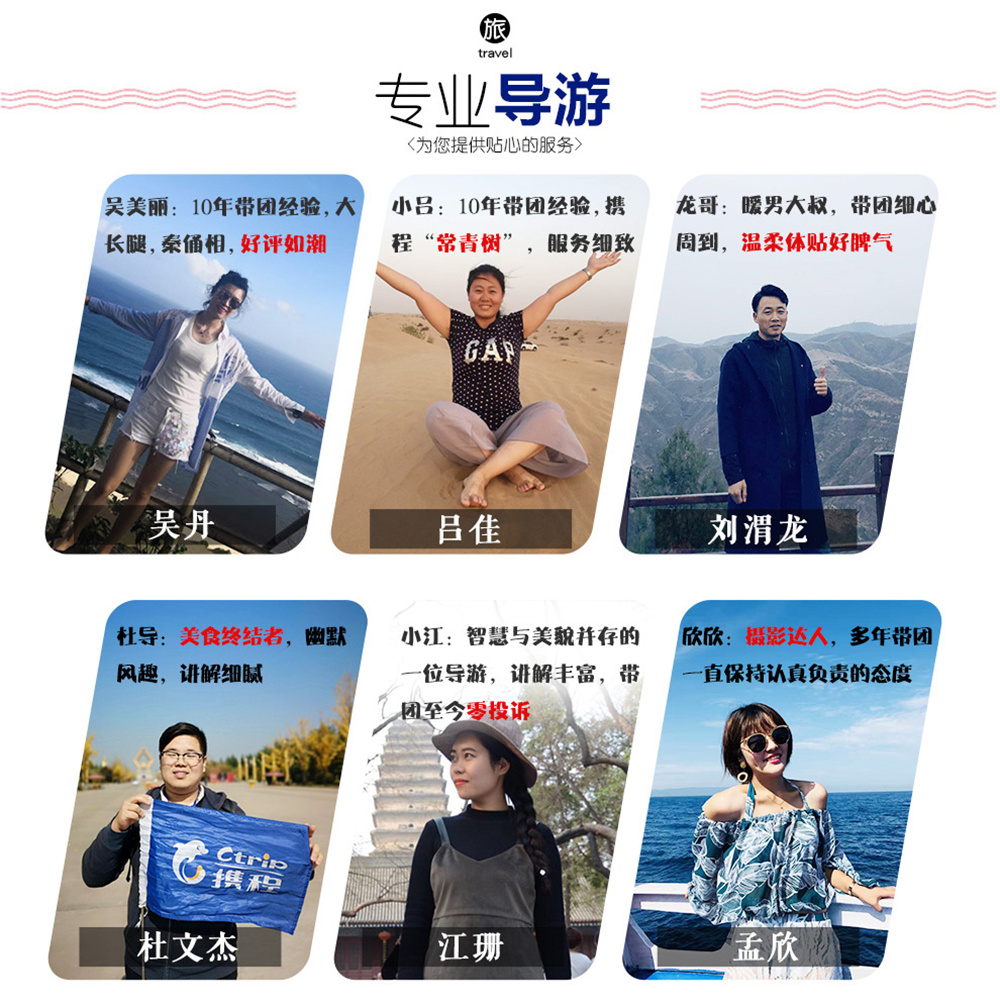 旅
travel
专业导游
<为您提供贴心的服务>
吴美丽：10年带团经验,大
长腿,秦俑相,好评如潮
吴丹
小吕：10年带团经验,携
程“常青树”，服务细致
GAP
吕佳
龙哥：暖男大叔，带团细心
周到，温柔体贴好脾气
刘渭龙
杜导：美食终结者，幽默
风趣，讲解细腻
Ctrip
携程
杜文杰
小江：智慧与美貌并存的
一位导游，讲解丰富，带
团至今零投诉
江珊
欣欣：摄影达人，多年带团
一直保持认真负责的态度
孟欣